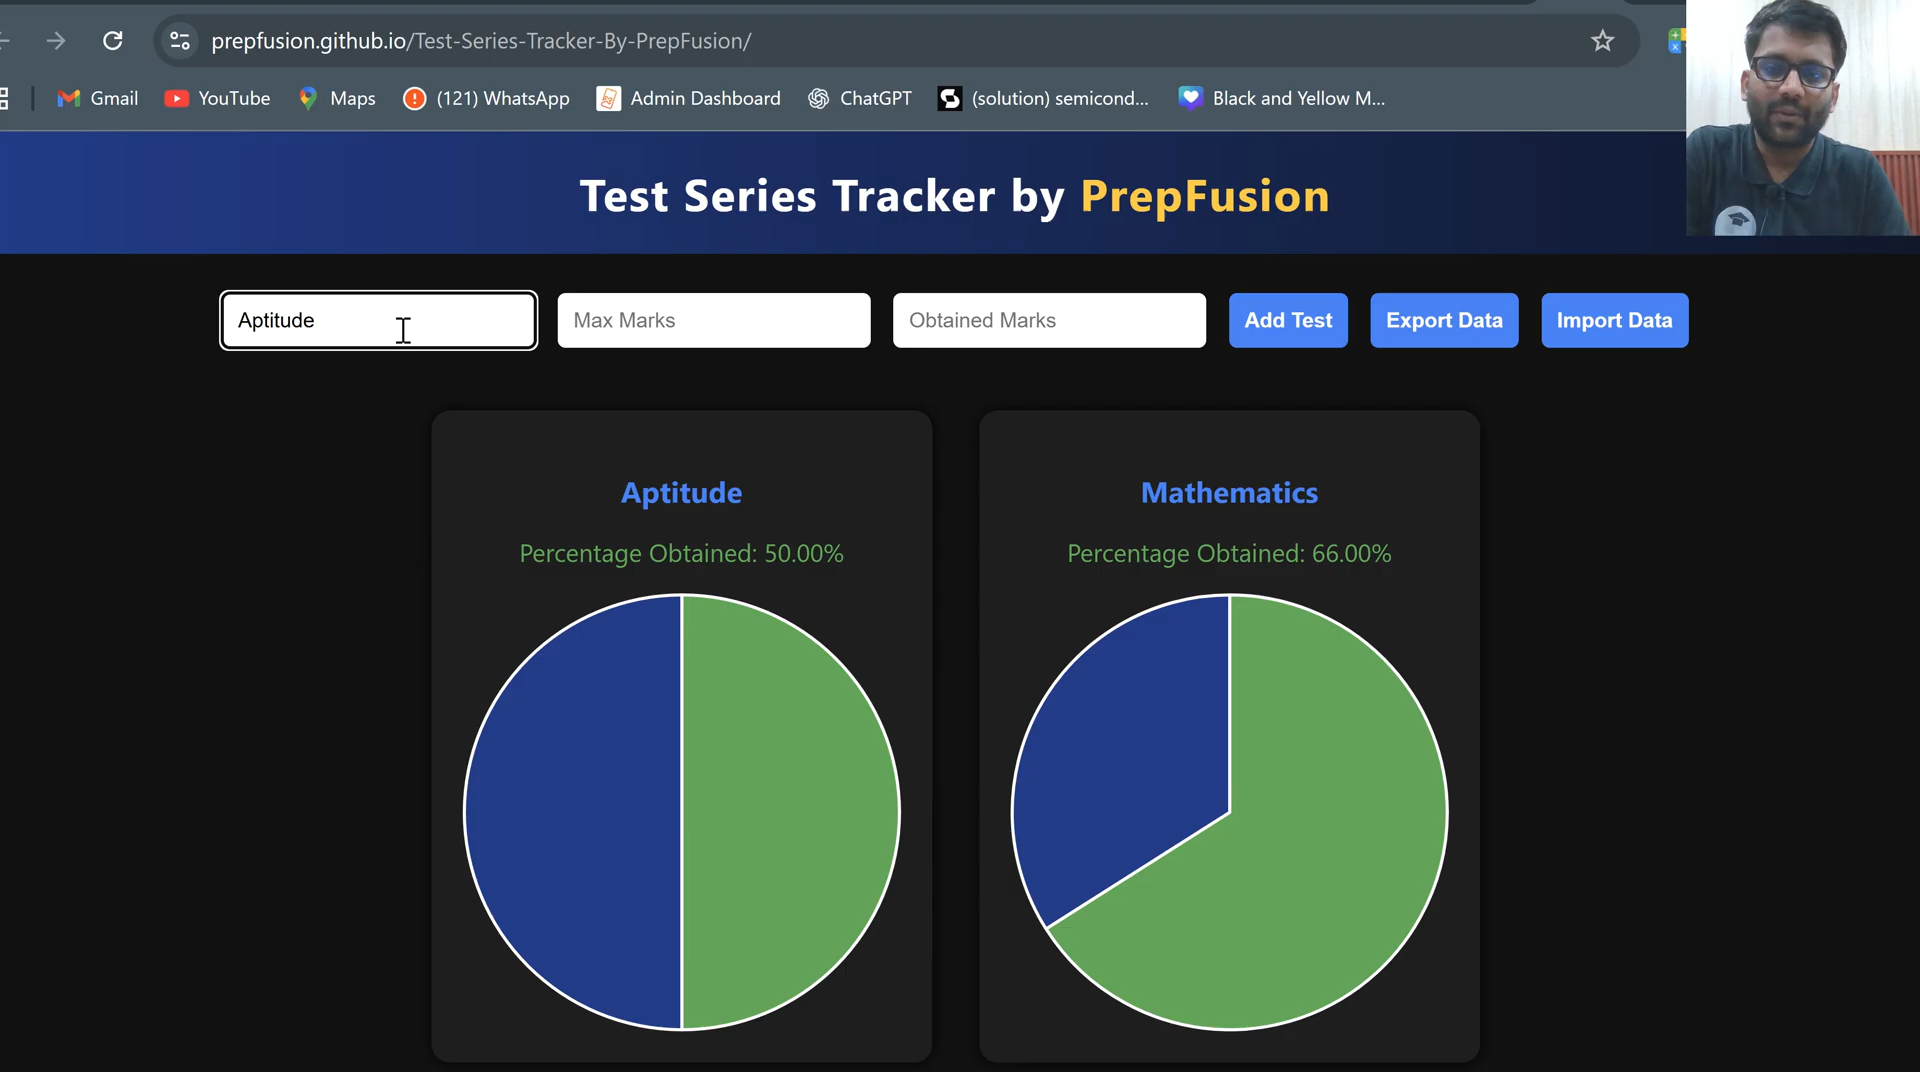 prepfusion.github.io/Test-Series-Tracker-By-PrepFusion/
Gmail YouTube Maps (121) WhatsApp Admin Dashboard ChatGPT (solution) semicond... Black and Yellow M...
Test Series Tracker by PrepFusion
Aptitude Max Marks Obtained Marks Add Test Export Data Import Data
Aptitude
Percentage Obtained: 50.00%
Mathematics
Percentage Obtained: 66.00%